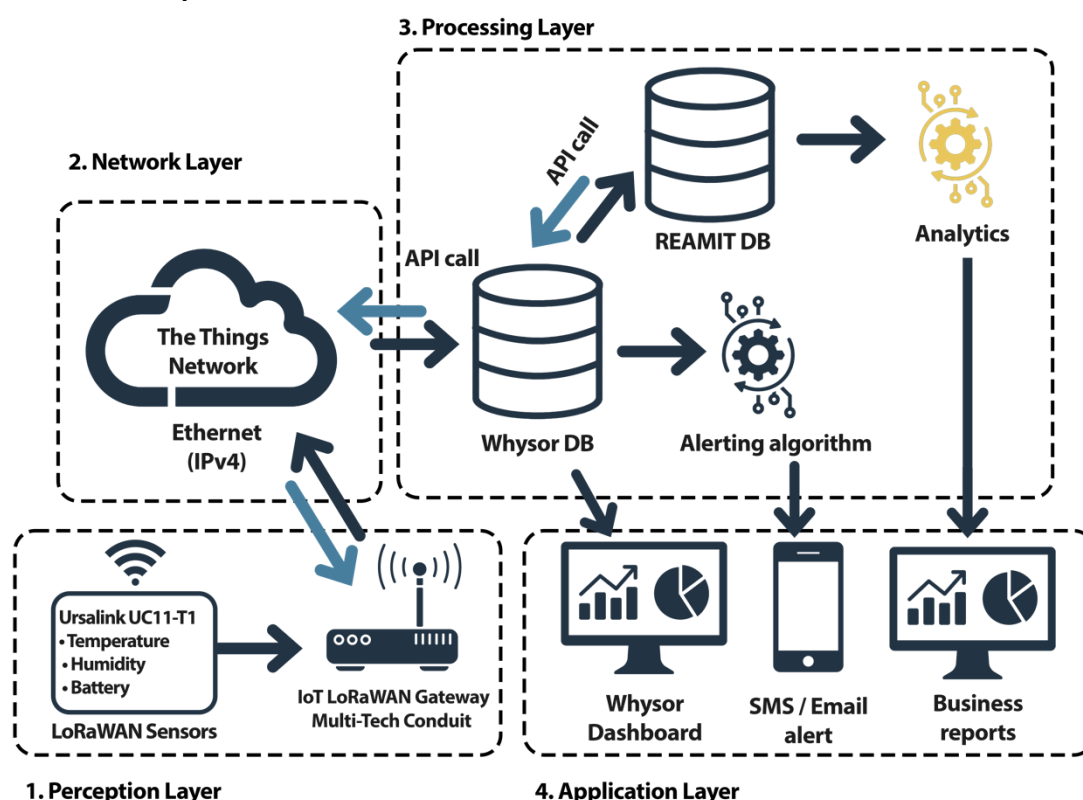 3. Processing Layer
API call
REAMIT DB
Analytics
2. Network Layer
API call
The Things
Network
Ethernet
(IPv4)
Whysor DB
Alerting algorithm
Ursalink UC11-T1
• Temperature
• Humidity
• Battery
LoRaWAN Sensors
IoT LoRaWAN Gateway
Multi-Tech Conduit
Whysor
Dashboard
SMS / Email
alert
Business
reports
1. Perception Layer
4. Application Layer